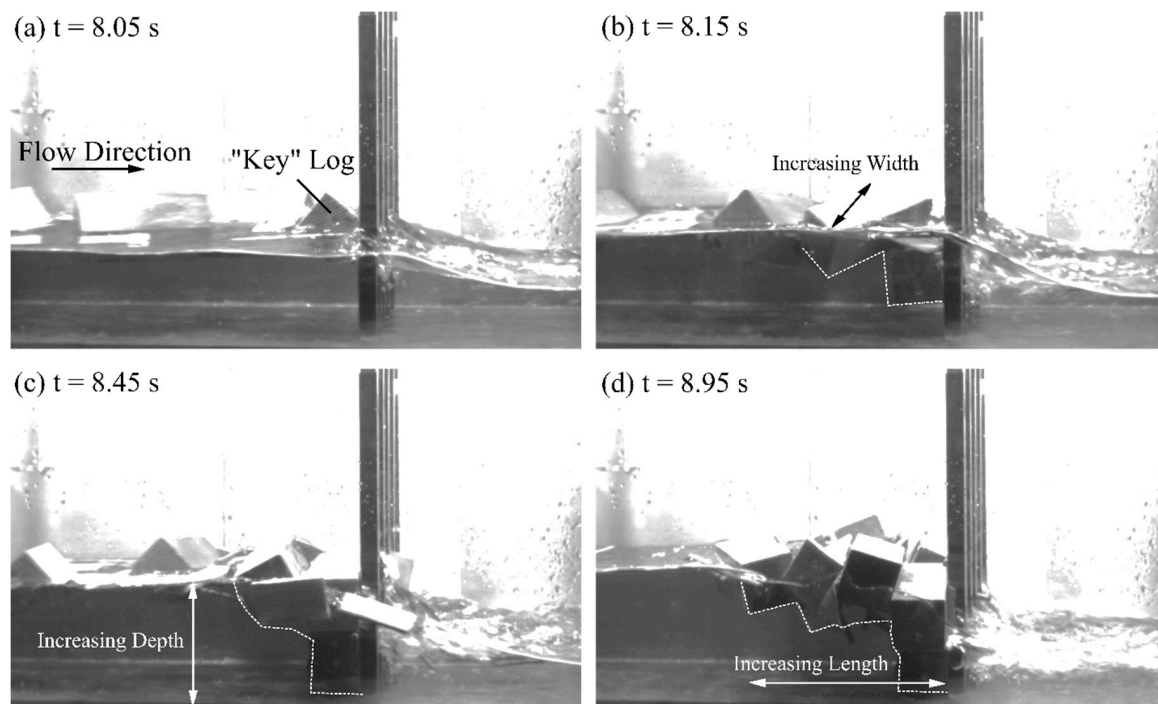 (a) t = 8.05 s
Flow Direction
"Key" Log
(b) t = 8.15 s
Increasing Width
(c) t = 8.45 s
Increasing Depth
(d) t = 8.95 s
Increasing Length